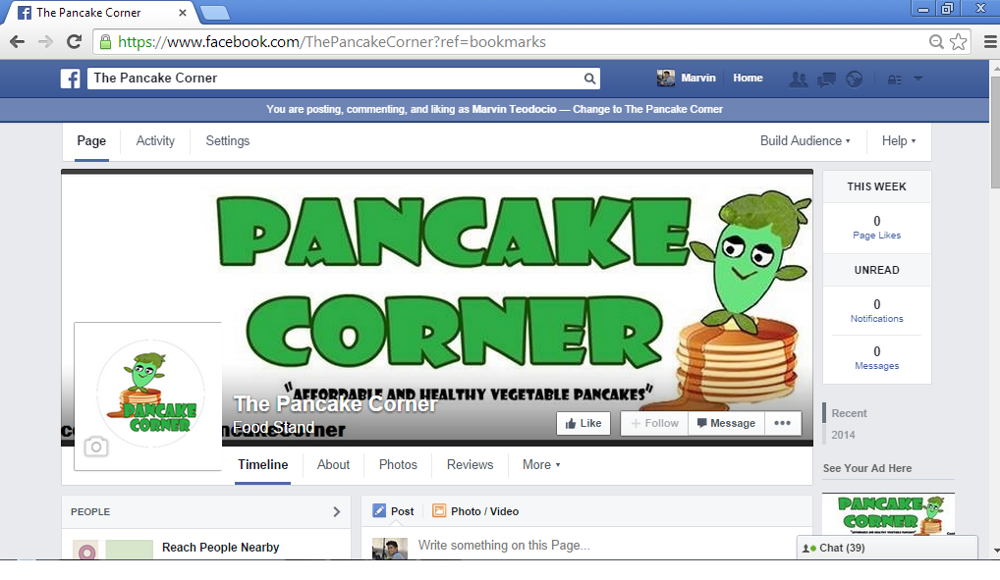 The Pancake Corner
https://www.facebook.com/ThePancakeCorner?ref=bookmarks
The Pancake Corner
Marvin Home
You are posting, commenting, and liking as Marvin Teodocio — Change to The Pancake Corner
Page Activity Settings Build Audience Help
PANCAKE
CORNER
"AFFORDABLE AND HEALTHY VEGETABLE PANCAKES"
PANCAKE
CORNER
The Pancake Corner
Food Stand
Like Follow Message
Timeline About Photos Reviews More
THIS WEEK
0
Page Likes
UNREAD
0
Notifications
0
Messages
Recent
2014
See Your Ad Here
PANCAKE
CORNER
PEOPLE
Reach People Nearby
Post Photo / Video
Write something on this Page...
Chat (39)